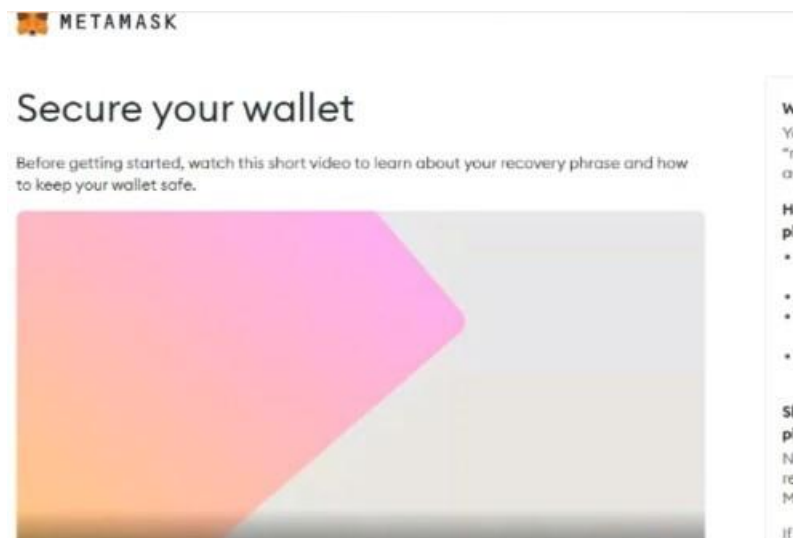 METAMASK
Secure your wallet
Before getting started, watch this short video to learn about your recovery phrase and how
to keep your wallet safe.